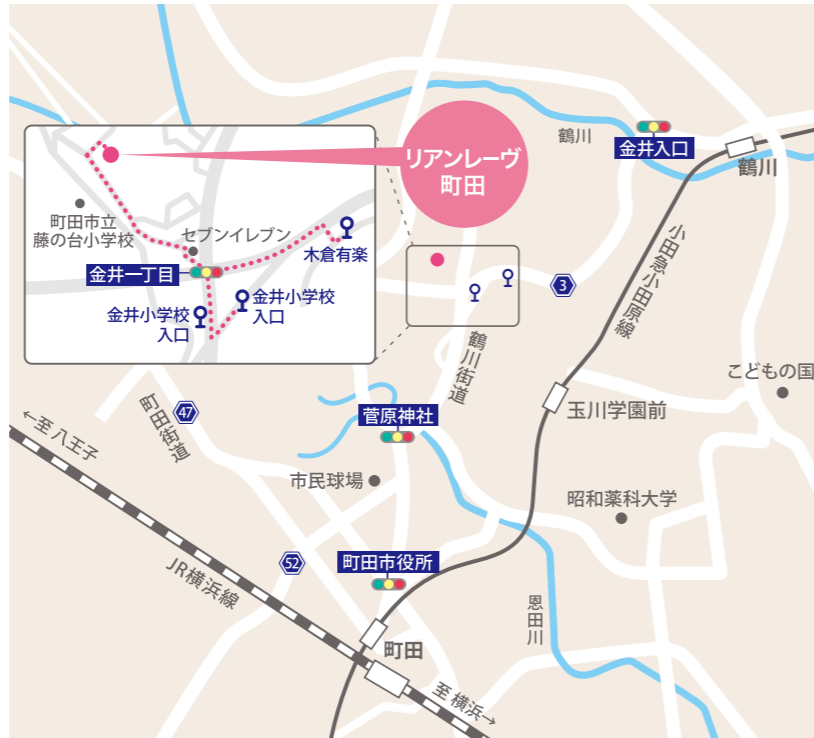 リアンレーヴ
町田
町田市立
藤の台小学校
セブンイレブン
木倉有楽
金井一丁目
金井小学校
入口
金井小学校
入口
鶴川
金井入口
鶴川
小田急小田原線
3
鶴川街道
こどもの国
玉川学園前
47
町田街道
菅原神社
←至 八王子
市民球場
昭和薬科大学
52
町田市役所
JR横浜線
恩田川
町田
至 横浜→